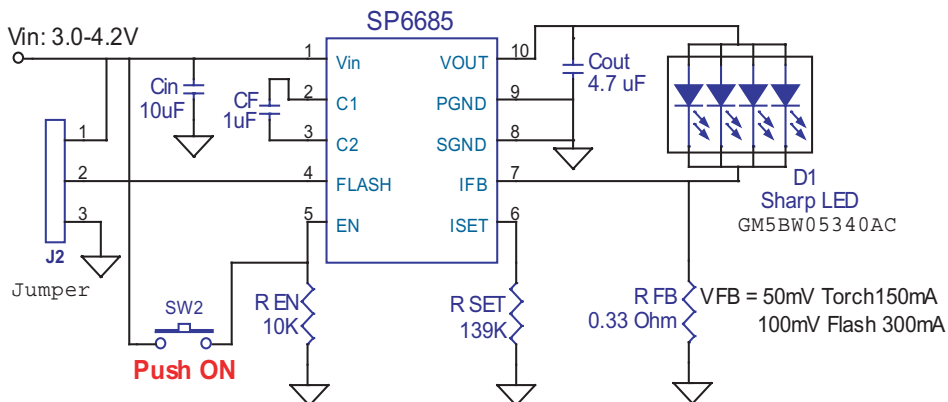 SP6685
Vin: 3.0-4.2V
1
Vin
VOUT
10
Cin
10uF
CF
1uF
2
C1
PGND
9
Cout
4.7 uF
3
C2
SGND
8
1
2
3
J2
Jumper
4
FLASH
IFB
7
5
EN
ISET
6
D1
Sharp LED
GM5BW05340AC
SW2
Push ON
R EN
10K
R SET
139K
R FB
0.33 Ohm
VFB = 50mV Torch150mA
100mV Flash 300mA